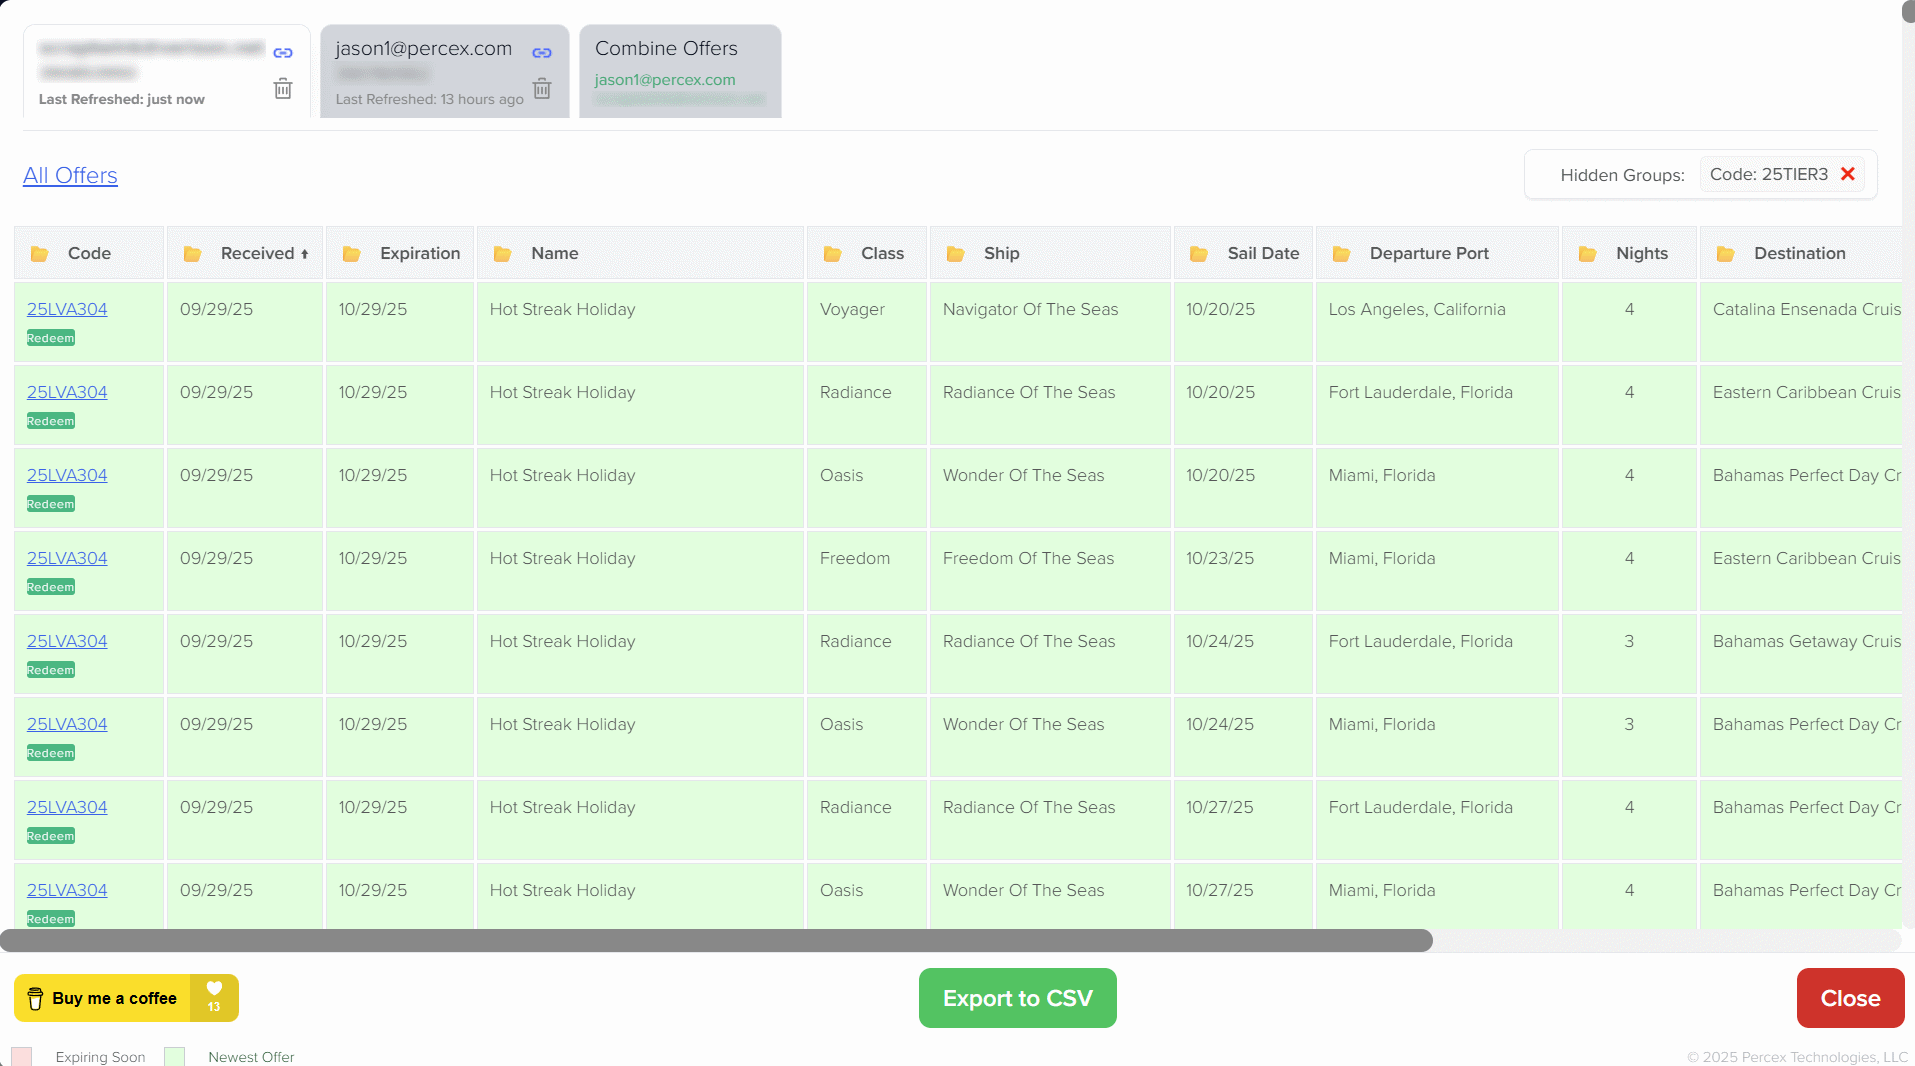 jason1@percex.com
Combine Offers
jason1@percex.com
Last Refreshed: just now
Last Refreshed: 13 hours ago
All Offers
Hidden Groups: Code: 25TIER3
Code Received Expiration Name Class Ship Sail Date Departure Port Nights Destination
25LVA304 09/29/25 10/29/25 Hot Streak Holiday Voyager Navigator Of The Seas 10/20/25 Los Angeles, California 4 Catalina Ensenada Cruis
Redeem
25LVA304 09/29/25 10/29/25 Hot Streak Holiday Radiance Radiance Of The Seas 10/20/25 Fort Lauderdale, Florida 4 Eastern Caribbean Cruis
Redeem
25LVA304 09/29/25 10/29/25 Hot Streak Holiday Oasis Wonder Of The Seas 10/20/25 Miami, Florida 4 Bahamas Perfect Day Cr
Redeem
25LVA304 09/29/25 10/29/25 Hot Streak Holiday Freedom Freedom Of The Seas 10/23/25 Miami, Florida 4 Eastern Caribbean Cruis
Redeem
25LVA304 09/29/25 10/29/25 Hot Streak Holiday Radiance Radiance Of The Seas 10/24/25 Fort Lauderdale, Florida 3 Bahamas Getaway Cruis
Redeem
25LVA304 09/29/25 10/29/25 Hot Streak Holiday Oasis Wonder Of The Seas 10/24/25 Miami, Florida 3 Bahamas Perfect Day Cr
Redeem
25LVA304 09/29/25 10/29/25 Hot Streak Holiday Radiance Radiance Of The Seas 10/27/25 Fort Lauderdale, Florida 4 Bahamas Perfect Day Cr
Redeem
25LVA304 09/29/25 10/29/25 Hot Streak Holiday Oasis Wonder Of The Seas 10/27/25 Miami, Florida 4 Bahamas Perfect Day Cr
Redeem
Buy me a coffee 13
Export to CSV
Close
Expiring Soon Newest Offer
© 2025 Percex Technologies, LLC